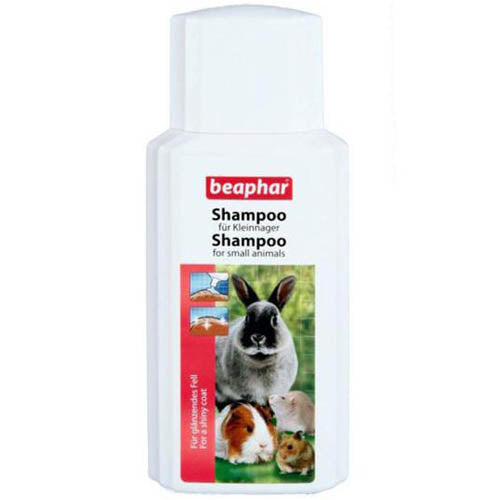 beaphar
Shampoo
für Kleinnager
Shampoo
for small animals
Für glänzendes Fell
For a shiny coat